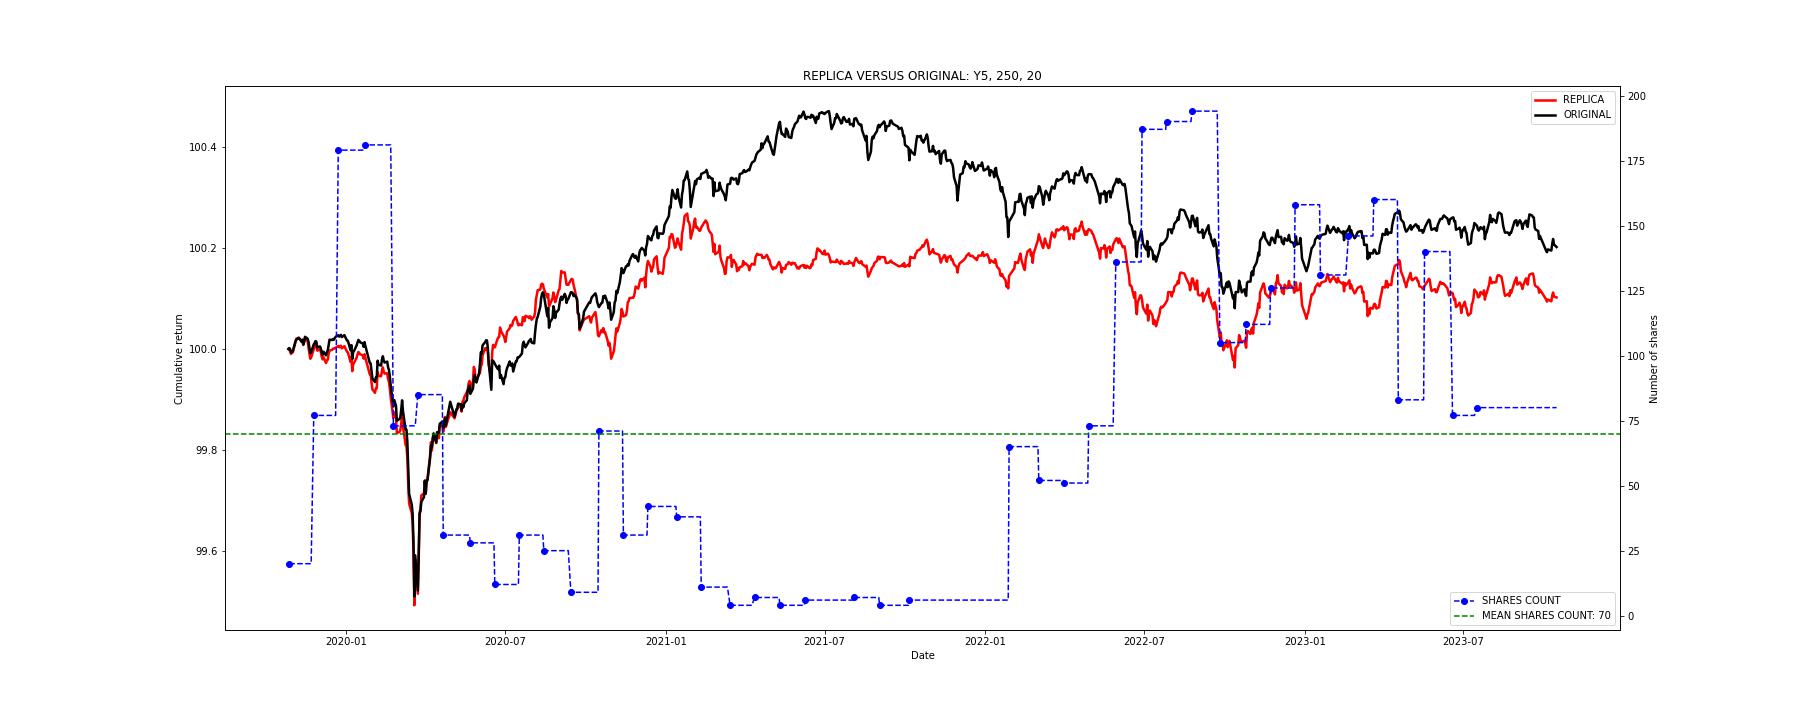 REPLICA VERSUS ORIGINAL: Y5, 250, 20
REPLICA
ORIGINAL
Cumulative return
100.4
100.2
100.0
99.8
99.6
Number of shares
200
175
150
125
100
75
50
25
0
SHARES COUNT
MEAN SHARES COUNT: 70
2020-01
2020-07
2021-01
2021-07
2022-01
2022-07
2023-01
2023-07
Date